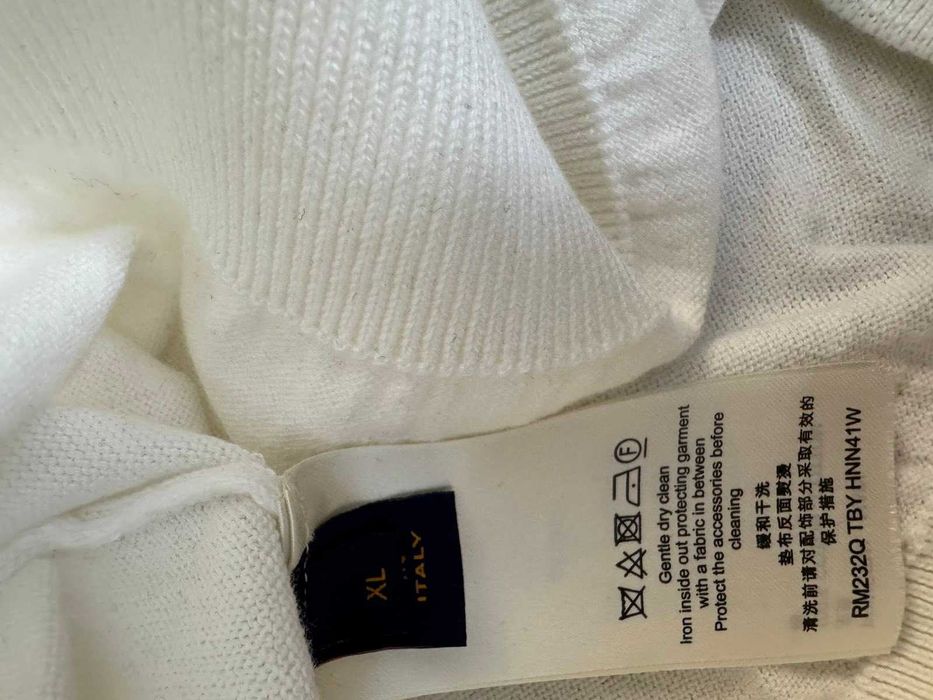 XL
ITALY
F
Gentle dry clean
Iron inside out protecting garment
with a fabric in between
Protect the accessories before
cleaning
缓和干洗
垫布反面熨烫
清洗前请对配饰部分采取有效的
保护措施
RM232Q TBY HNN41W